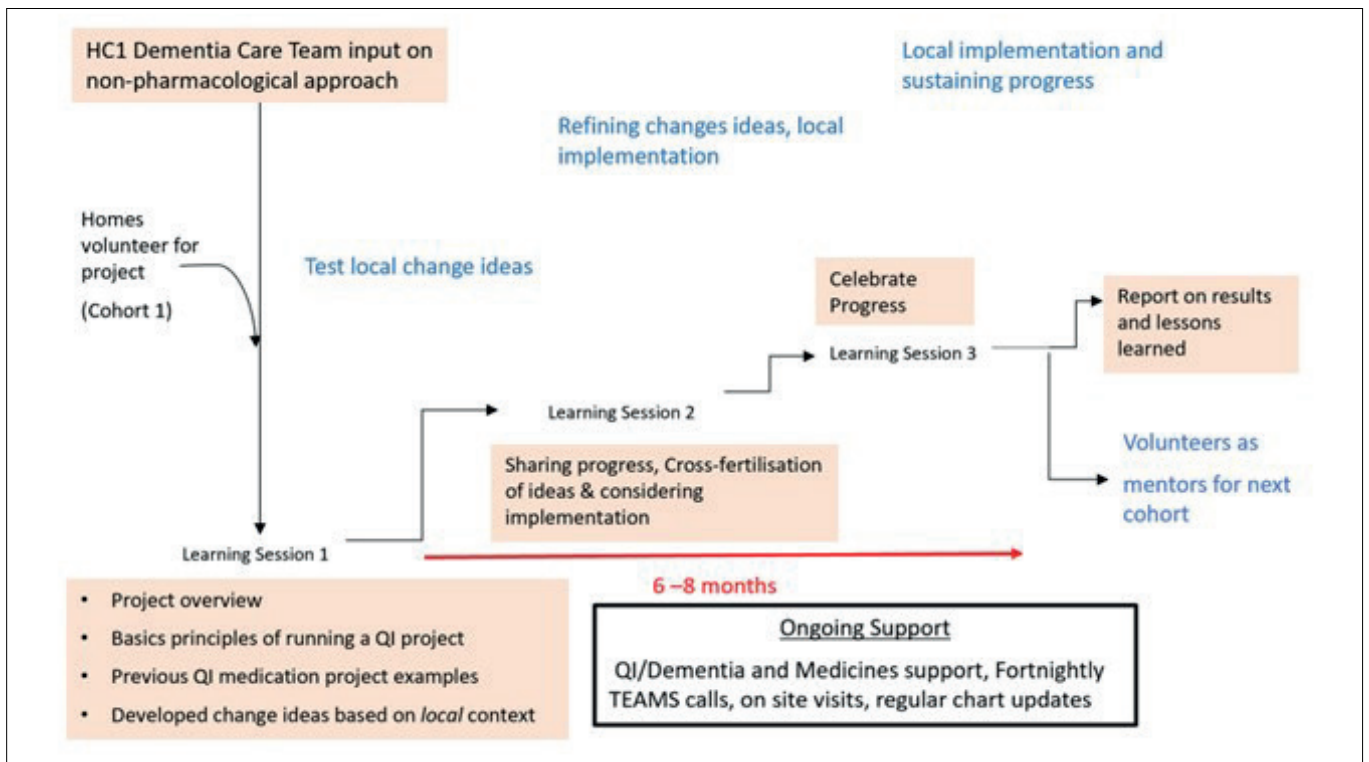 HC1 Dementia Care Team input on
non-pharmacological approach
Local implementation and
sustaining progress
Refining changes ideas, local
implementation
Homes
volunteer for
project
(Cohort 1)
Test local change ideas
Celebrate
Progress
Learning Session 3
Report on results
and lessons
learned
Learning Session 2
Sharing progress, Cross-fertilisation
of ideas & considering
implementation
Volunteers as
mentors for next
cohort
Learning Session 1
6 –8 months
• Project overview
• Basics principles of running a QI project
• Previous QI medication project examples
• Developed change ideas based on local context
Ongoing Support
QI/Dementia and Medicines support, Fortnightly
TEAMS calls, on site visits, regular chart updates